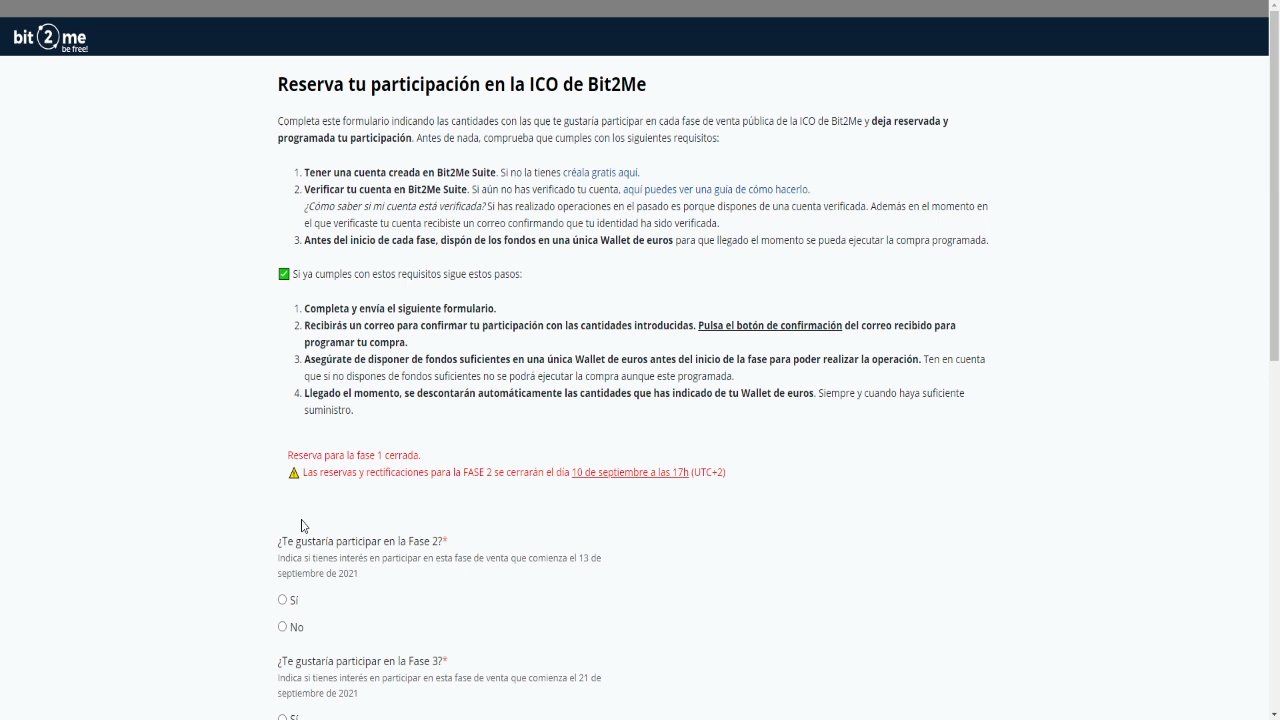 bit 2 me
be free!
Reserva tu participación en la ICO de Bit2Me
Completa este formulario indicando las cantidades con las que te gustaría participar en cada fase de venta pública de la ICO de Bit2Me y deja reservada y
programada tu participación. Antes de nada, comprueba que cumples con los siguientes requisitos:
1. Tener una cuenta creada en Bit2Me Suite. Si no la tienes créala gratis aquí.
2. Verificar tu cuenta en Bit2Me Suite. Si aún no has verificado tu cuenta, aquí puedes ver una guía de cómo hacerlo.
¿Cómo saber si mi cuenta está verificada? Si has realizado operaciones en el pasado es porque dispones de una cuenta verificada. Además en el momento en
el que verificaste tu cuenta recibiste un correo confirmando que tu identidad ha sido verificada.
3. Antes del inicio de cada fase, dispón de los fondos en una única Wallet de euros para que llegado el momento se pueda ejecutar la compra programada.
✅ Si ya cumples con estos requisitos sigue estos pasos:
1. Completa y envía el siguiente formulario.
2. Recibirás un correo para confirmar tu participación con las cantidades introducidas. Pulsa el botón de confirmación del correo recibido para
programar tu compra.
3. Asegúrate de disponer de fondos suficientes en una única Wallet de euros antes del inicio de la fase para poder realizar la operación. Ten en cuenta
que si no dispones de fondos suficientes no se podrá ejecutar la compra aunque este programada.
4. Llegado el momento, se descontarán automáticamente las cantidades que has indicado de tu Wallet de euros. Siempre y cuando haya suficiente
suministro.
Reserva para la fase 1 cerrada.
⚠ Las reservas y rectificaciones para la FASE 2 se cerrarán el día 10 de septiembre a las 17h (UTC+2)
¿Te gustaría participar en la Fase 2?*
Indica si tienes interés en participar en esta fase de venta que comienza el 13 de
septiembre de 2021
Sí
No
¿Te gustaría participar en la Fase 3?*
Indica si tienes interés en participar en esta fase de venta que comienza el 21 de
septiembre de 2021
Sí